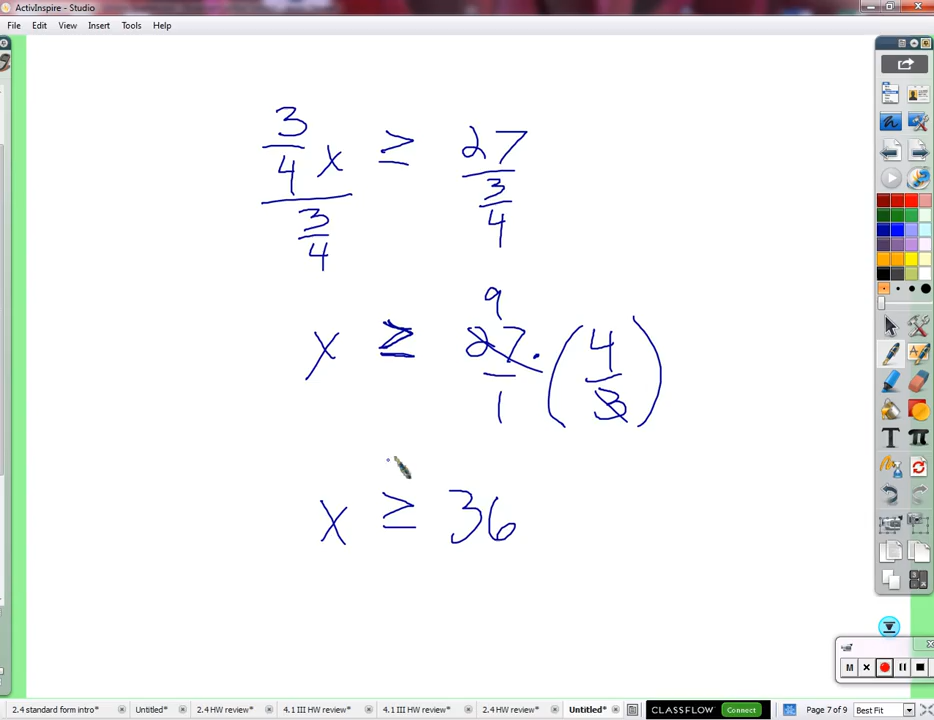 ActivInspire - Studio
File Edit View Insert Tools Help
3/4 x ≥ 27
3/4 3/4
9
x ≥ 27/1 · (4/3)
x ≥ 36
M
2.4 standard form intro* Untitled* 2.4 HW review* 4.1 III HW review* 4.1 III HW review* 2.4 HW review* Untitled* CLASSFLOW Connect Page 7 of 9 Best Fit